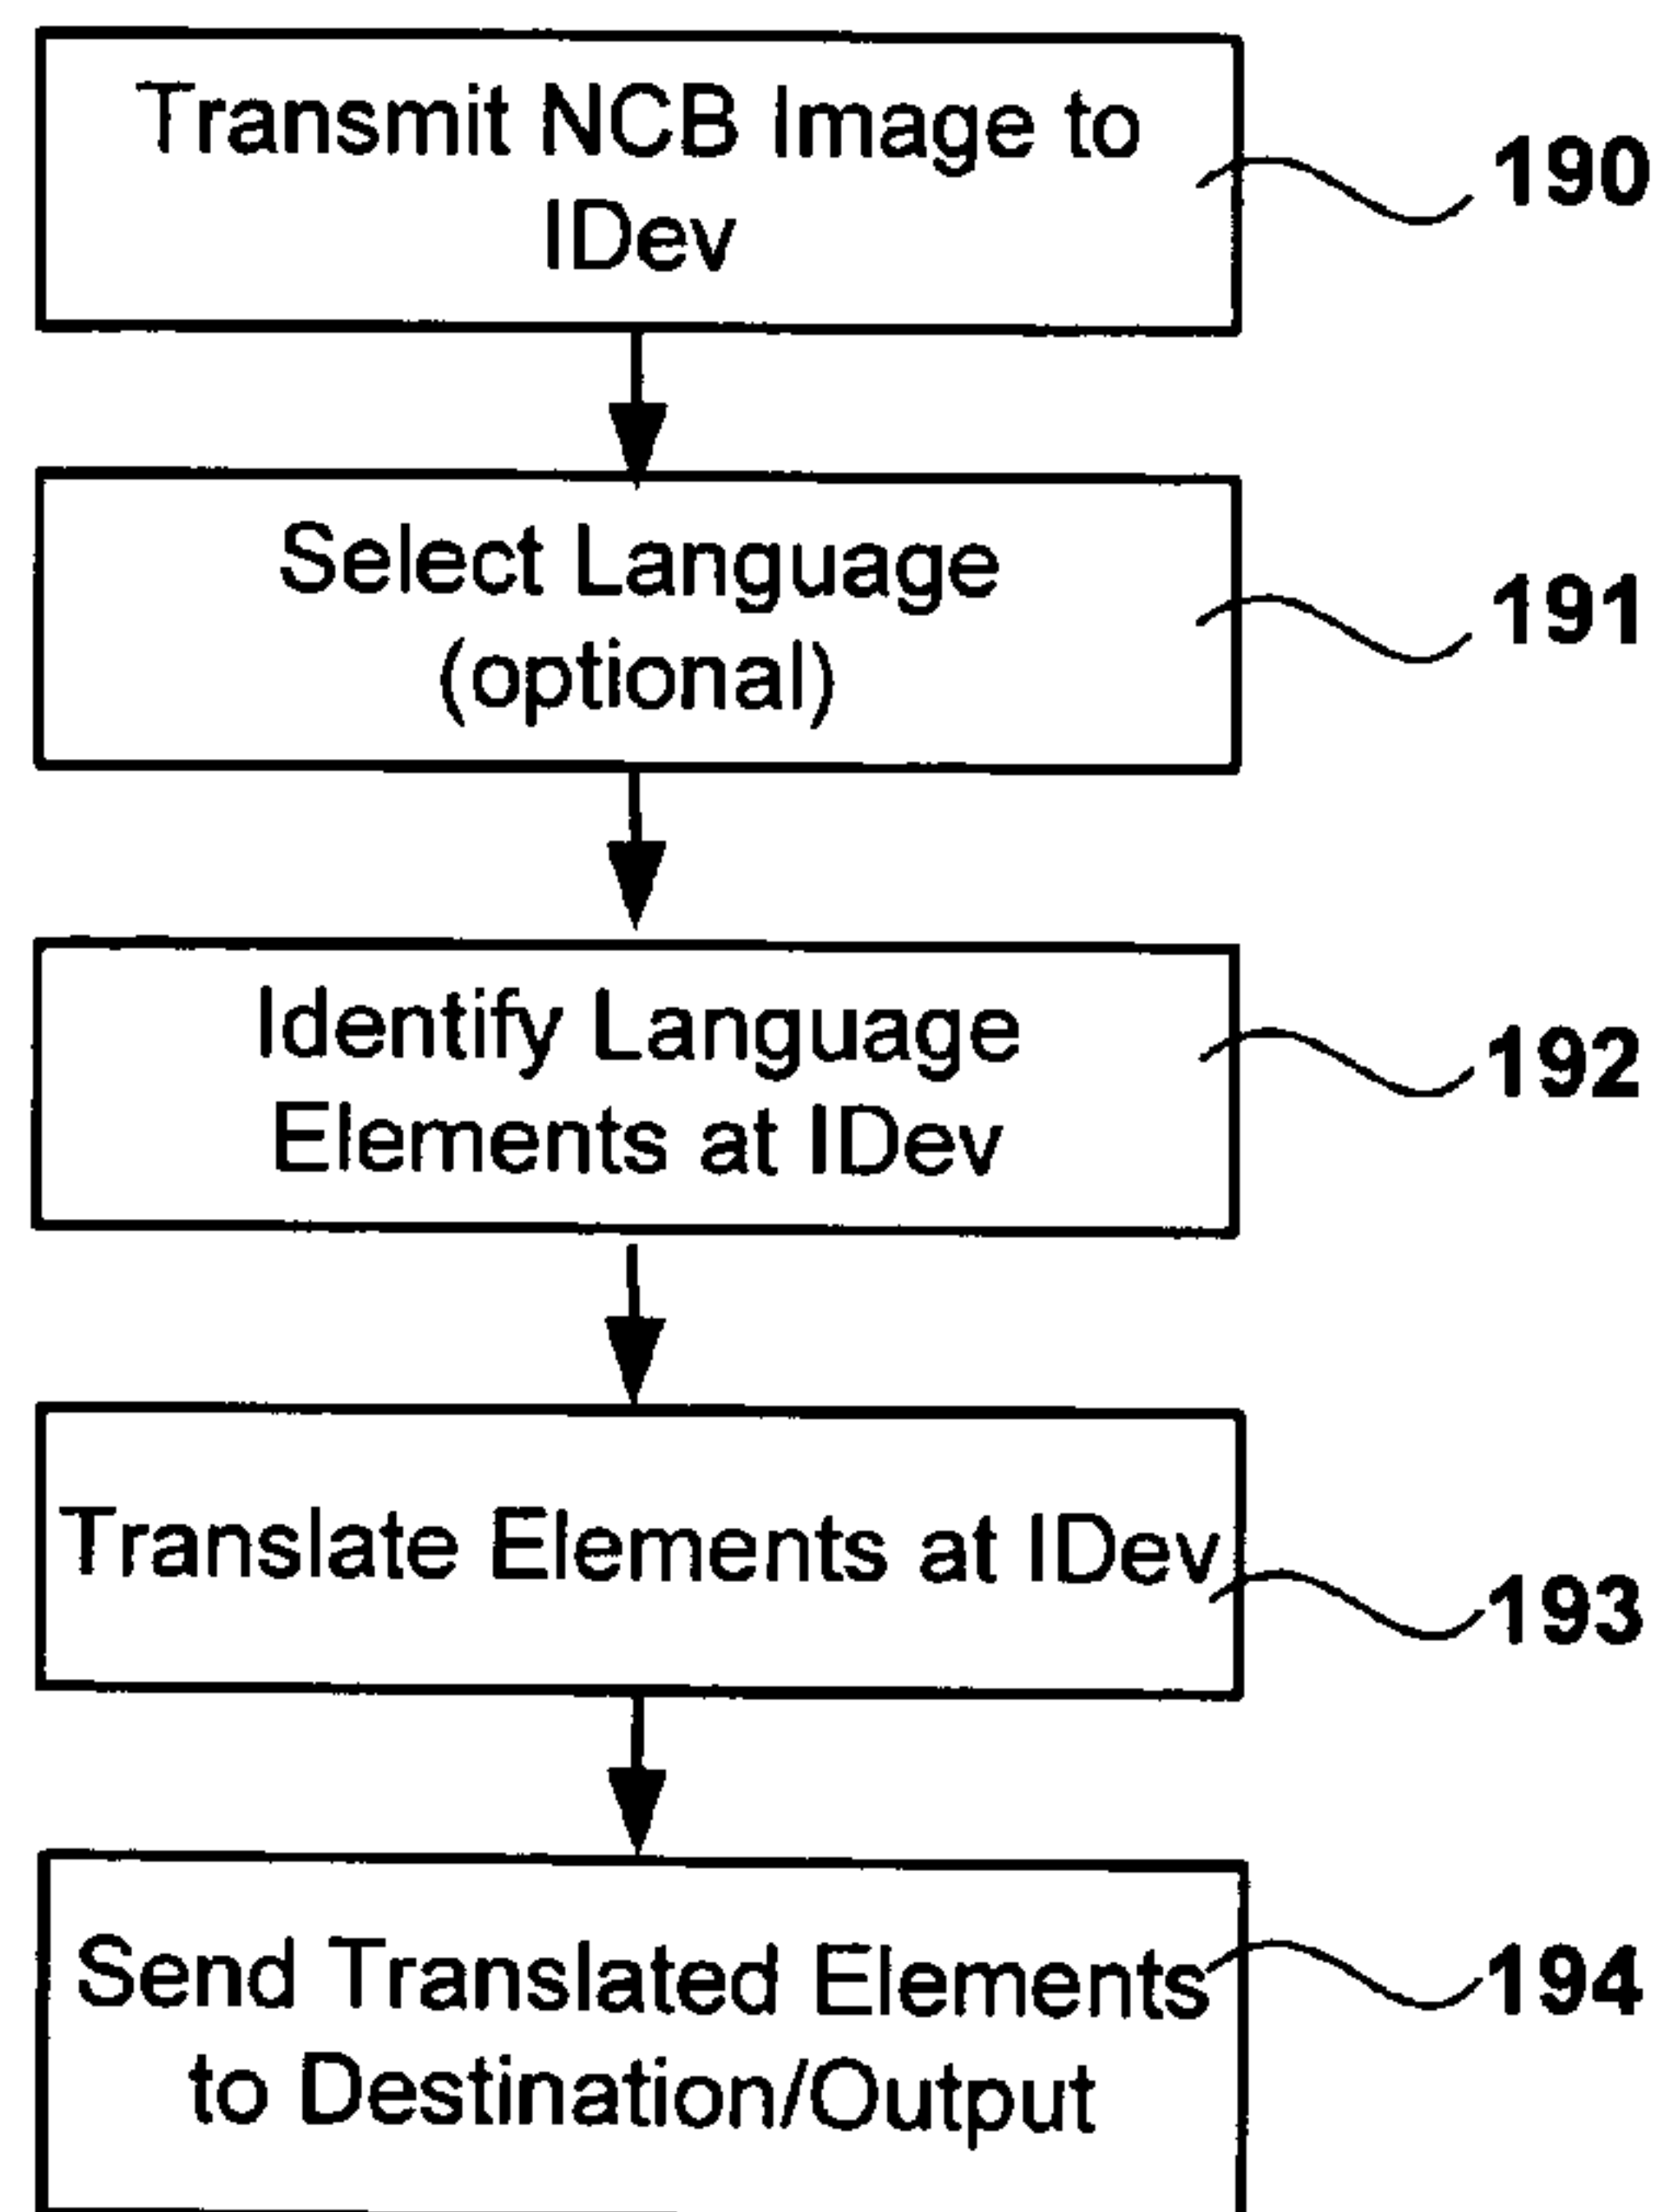 Transmit NCB Image to
IDev
190
Select Language
(optional)
191
Identify Language
Elements at IDev
192
Translate Elements at IDev
193
Send Translated Elements
to Destination/Output
194